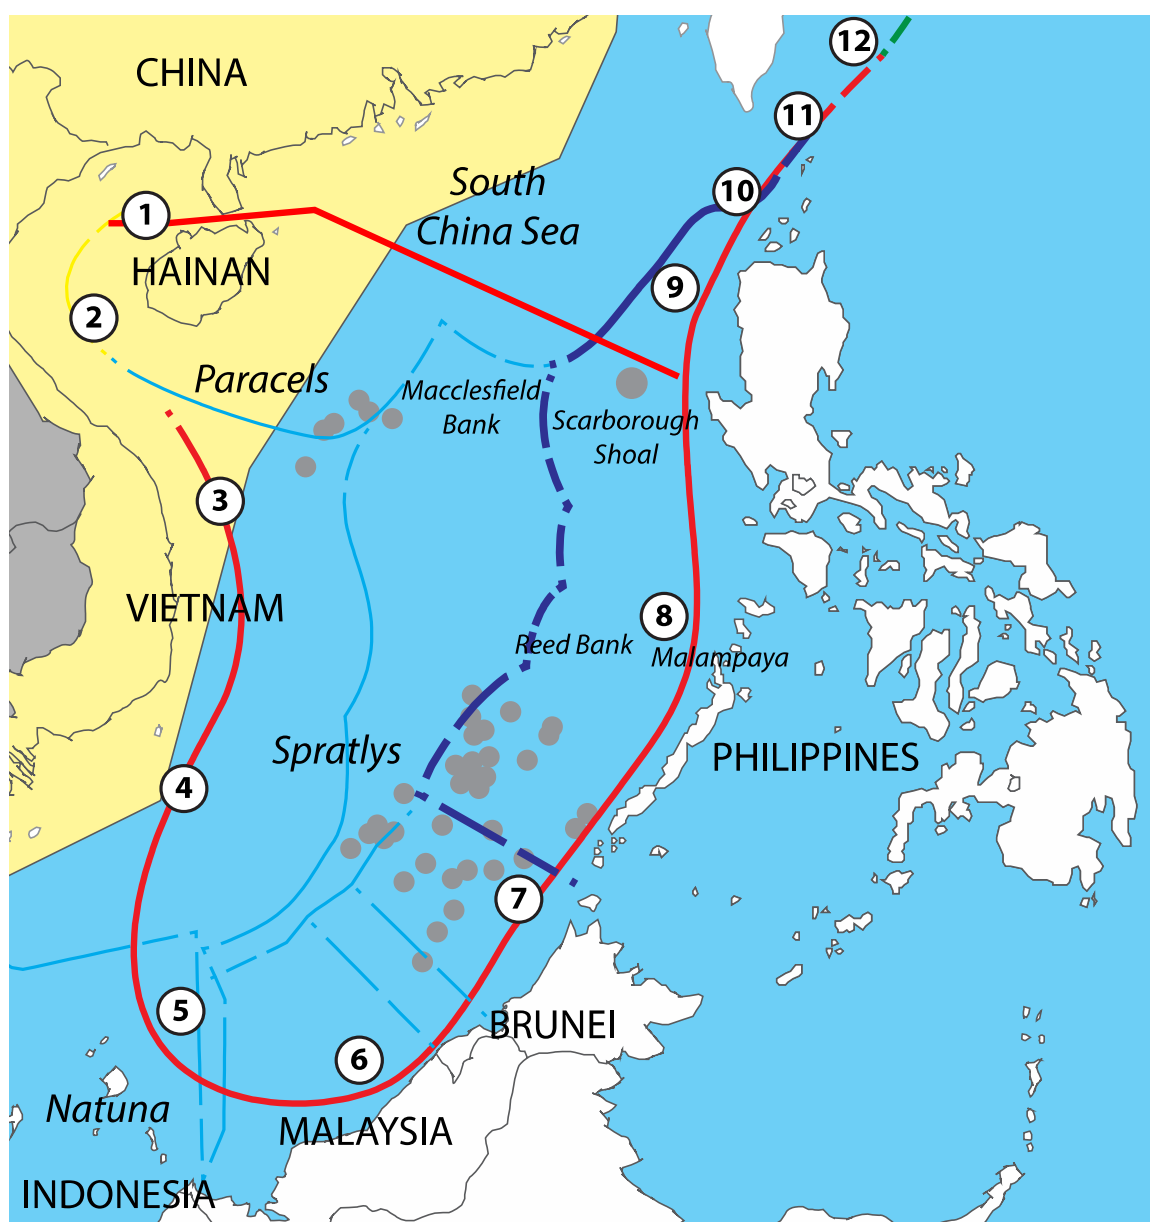 12
CHINA
11
South
10
China Sea
1
HAINAN
9
2
Paracels
Macclesfield
Bank
Scarborough
Shoal
3
VIETNAM
8
Reed Bank
Malampaya
Spratlys
PHILIPPINES
4
7
5
BRUNEI
6
Natuna
MALAYSIA
INDONESIA